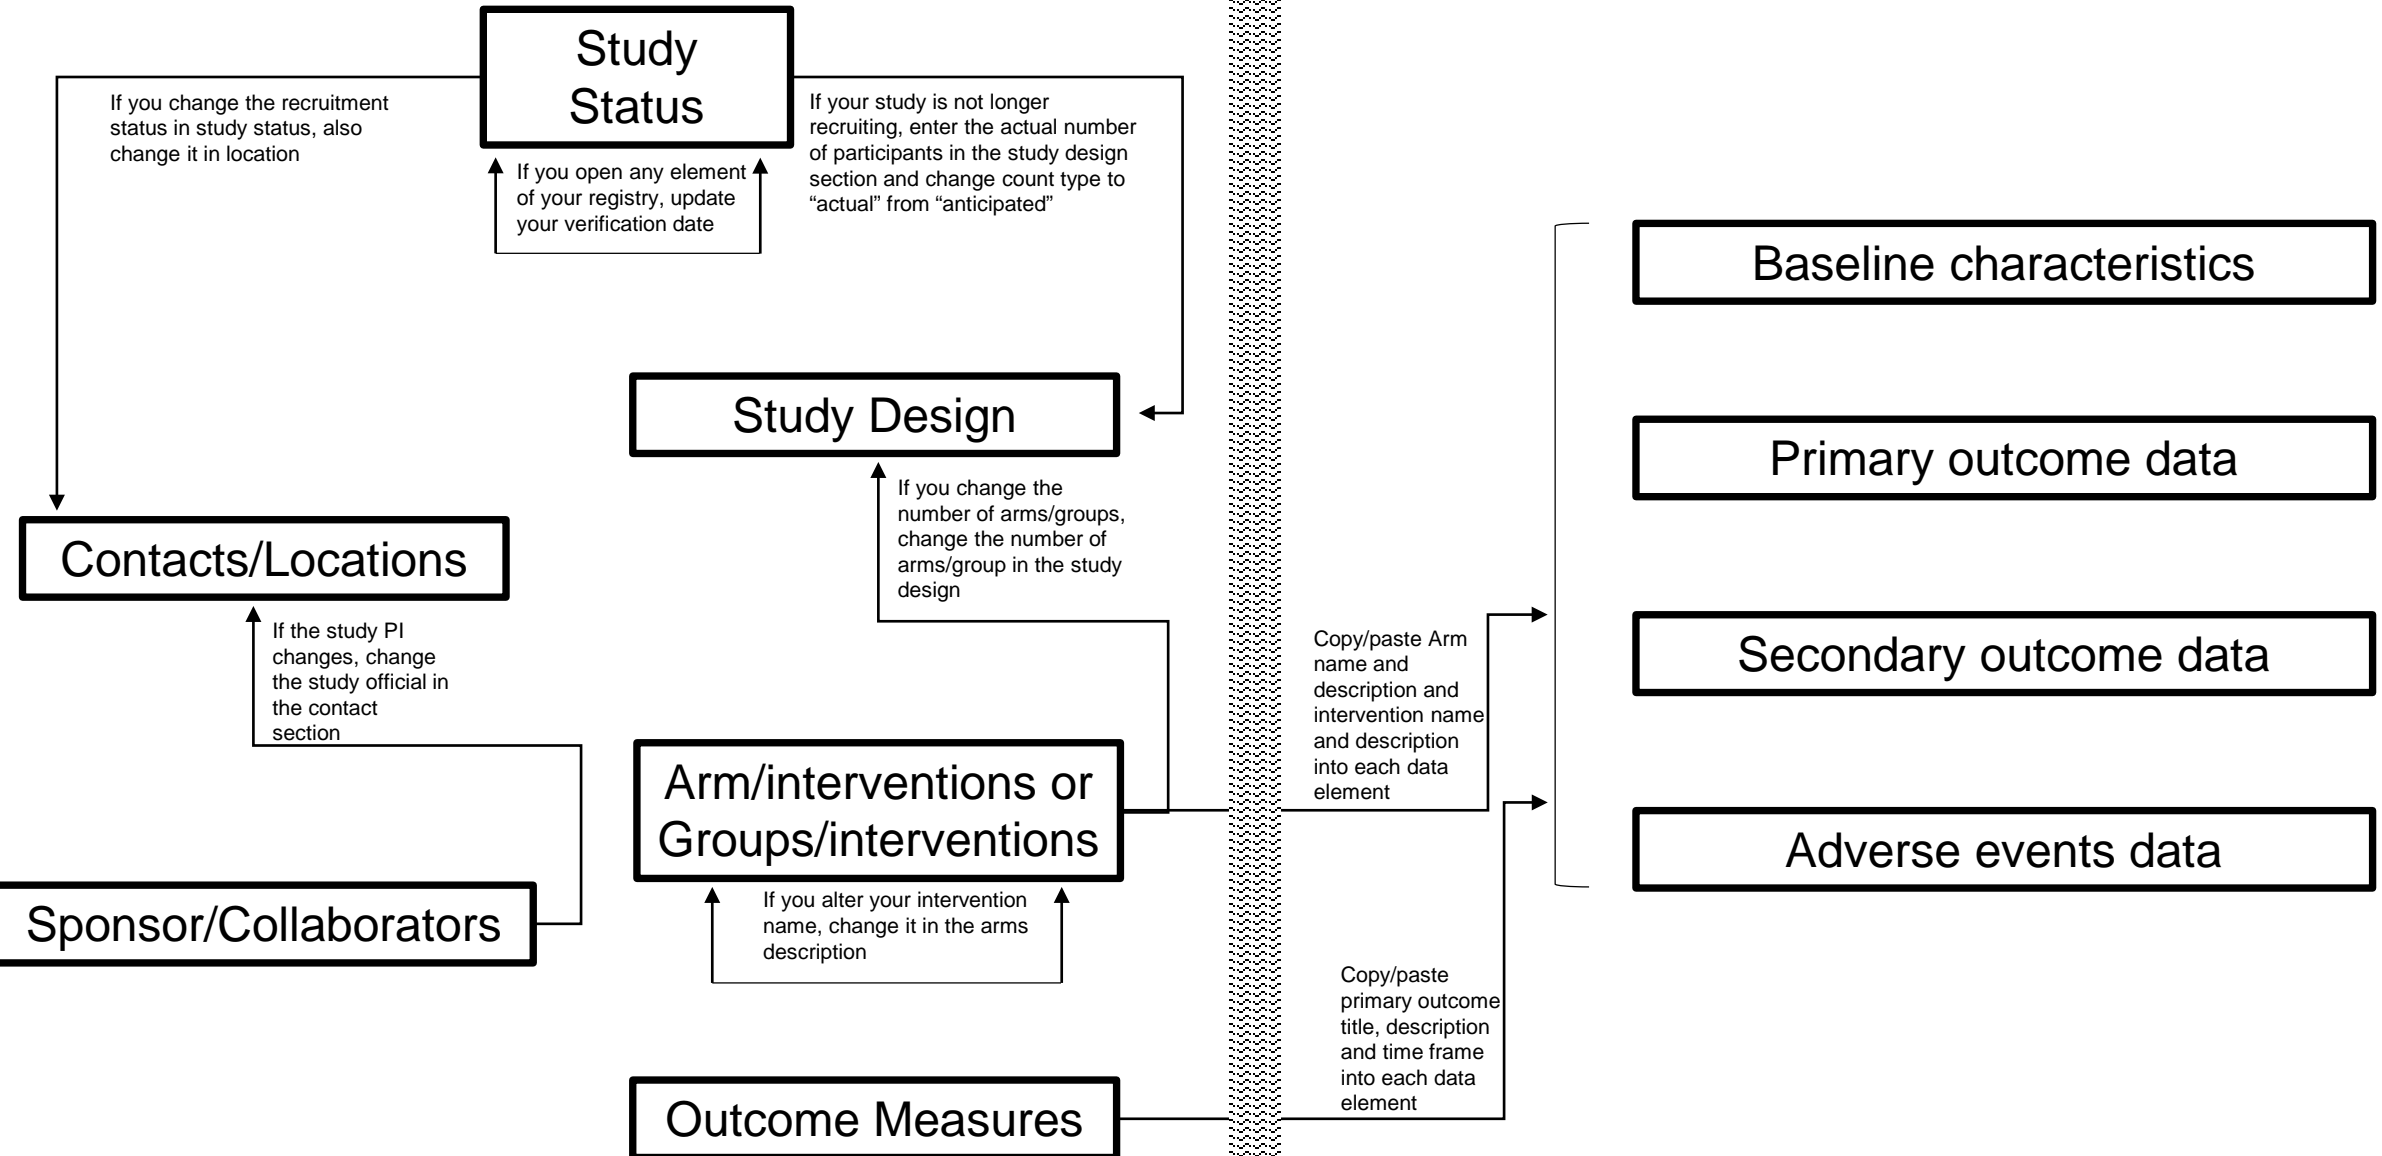 Study
Status
If you change the recruitment
status in study status, also
change it in location
If your study is not longer
recruiting, enter the actual number
of participants in the study design
section and change count type to
“actual” from “anticipated”
If you open any element
of your registry, update
your verification date
Study Design
If you change the
number of arms/groups,
change the number of
arms/group in the study
design
Contacts/Locations
If the study PI
changes, change
the study official in
the contact
section
Arm/interventions or
Groups/interventions
Sponsor/Collaborators
If you alter your intervention
name, change it in the arms
description
Outcome Measures
Copy/paste Arm
name and
description and
intervention name
and description
into each data
element
Copy/paste
primary outcome
title, description
and time frame
into each data
element
Baseline characteristics
Primary outcome data
Secondary outcome data
Adverse events data